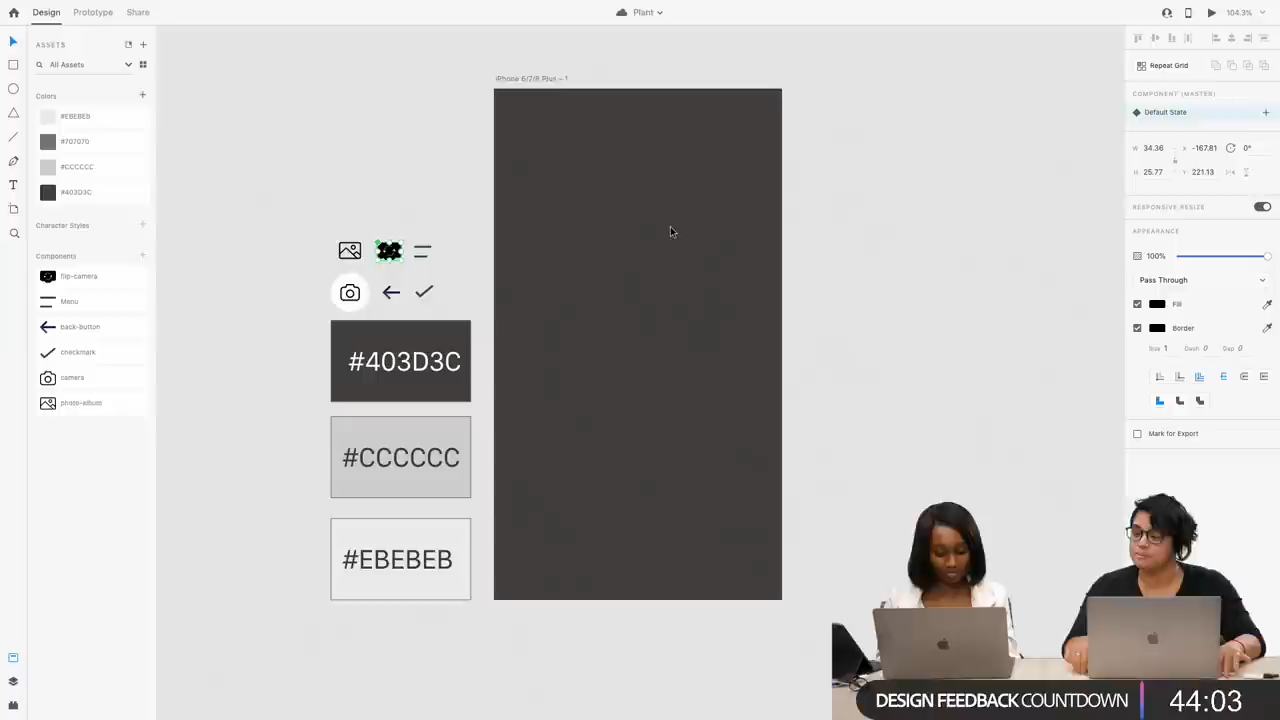 Design Prototype Share
Plant
104.3%
ASSETS
All Assets
Colors
#EBEBEB
#707070
#CCCCCC
#403D3C
Character Styles
Components
flip-camera
Menu
back-button
checkmark
camera
photo-album
iPhone 6/7/8 Plus – 1
#403D3C
#CCCCCC
#EBEBEB
Repeat Grid
COMPONENT (MASTER)
Default State
W 34.36 X -167.81 0°
H 25.77 Y 221.13
RESPONSIVE RESIZE
APPEARANCE
100%
Pass Through
Fill
Border
Size 1 Dash 0 Gap 0
Mark for Export
DESIGN FEEDBACK COUNTDOWN 44:03